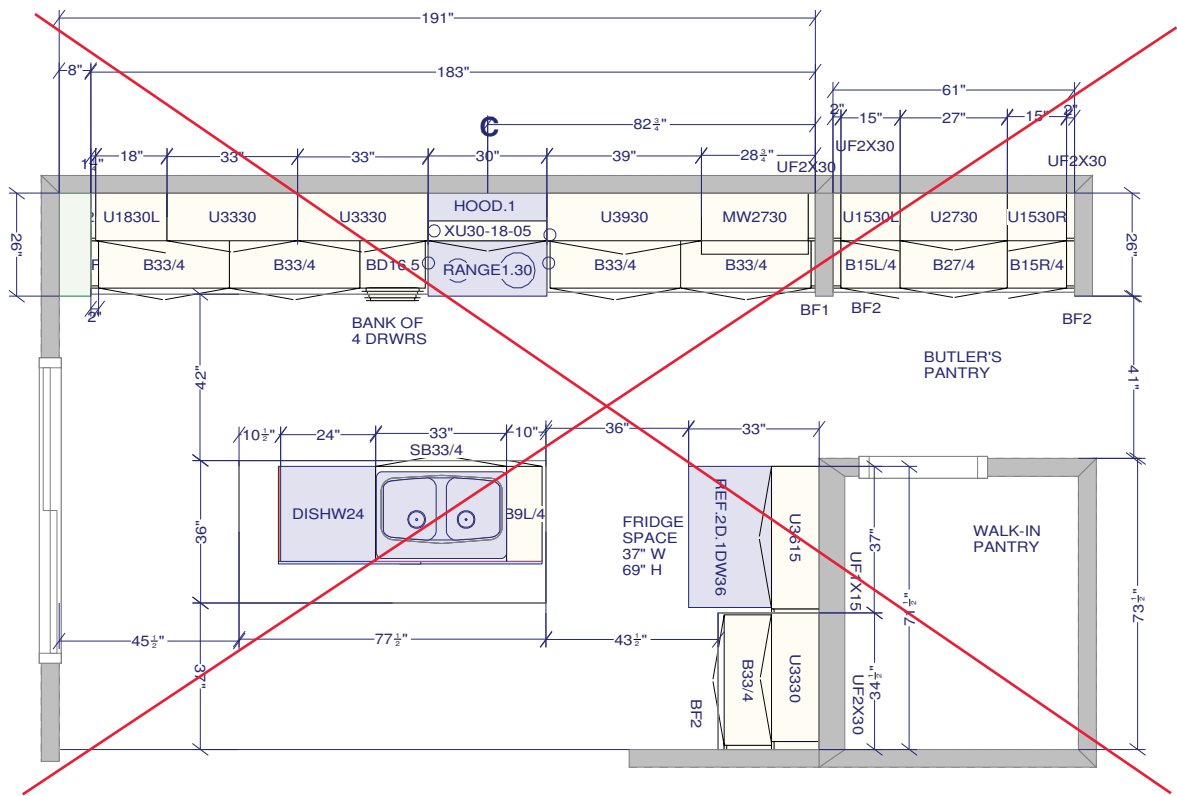 191"
8"
183"
61"
2"
15"
27"
15"
2"
C
82 3/4"
18"
33"
33"
30"
39"
28 3/4"
UF2X30
UF2X30
UF2X30
26"
U1830L
U3330
U3330
HOOD.1
XU30-18-05
U3930
MW2730
U1530L
U2730
U1530R
B33/4
B33/4
BD16.5
RANGE1.30
B33/4
B33/4
B15L/4
B27/4
B15R/4
26"
2"
BF1
BF2
BF2
BANK OF
4 DRWRS
BUTLER'S
PANTRY
42"
41"
10 1/2"
24"
33"
10"
36"
33"
SB33/4
DISHW24
B9L/4
36"
FRIDGE
SPACE
37" W
69" H
REF.2D.1DW36
U3615
37"
UF1X15
WALK-IN
PANTRY
73 1/2"
45 1/2"
77 1/2"
43 1/2"
37"
B33/4
U3330
BF2
34 1/2"
UF2X30